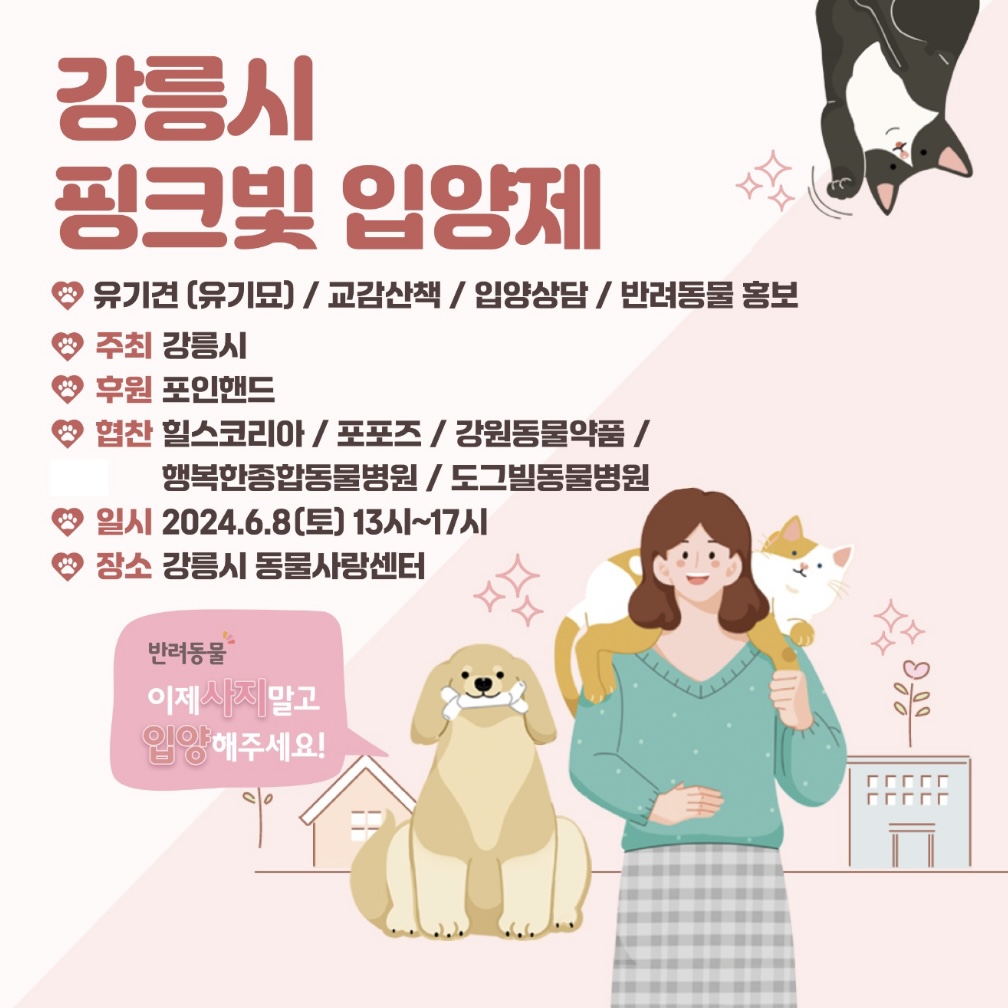 강릉시
핑크빛 입양제
유기견 (유기묘) / 교감산책 / 입양상담 / 반려동물 홍보
주최 강릉시
후원 포인핸드
협찬 힐스코리아 / 포포즈 / 강원동물약품 /
행복한종합동물병원 / 도그빌동물병원
일시 2024.6.8(토) 13시~17시
장소 강릉시 동물사랑센터
반려동물
이제사지말고
입양해주세요!